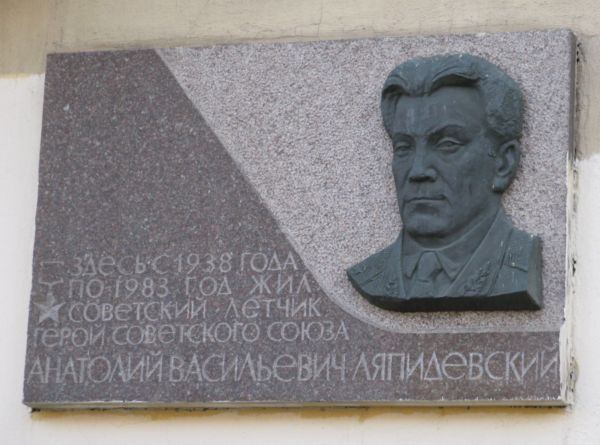 ЗДЕСЬ С 1938 ГОДА
ПО 1983 ГОД ЖИЛ
СОВЕТСКИЙ ЛЕТЧИК
ГЕРОЙ СОВЕТСКОГО СОЮЗА
АНАТОЛИЙ ВАСИЛЬЕВИЧ ЛЯПИДЕВСКИЙ